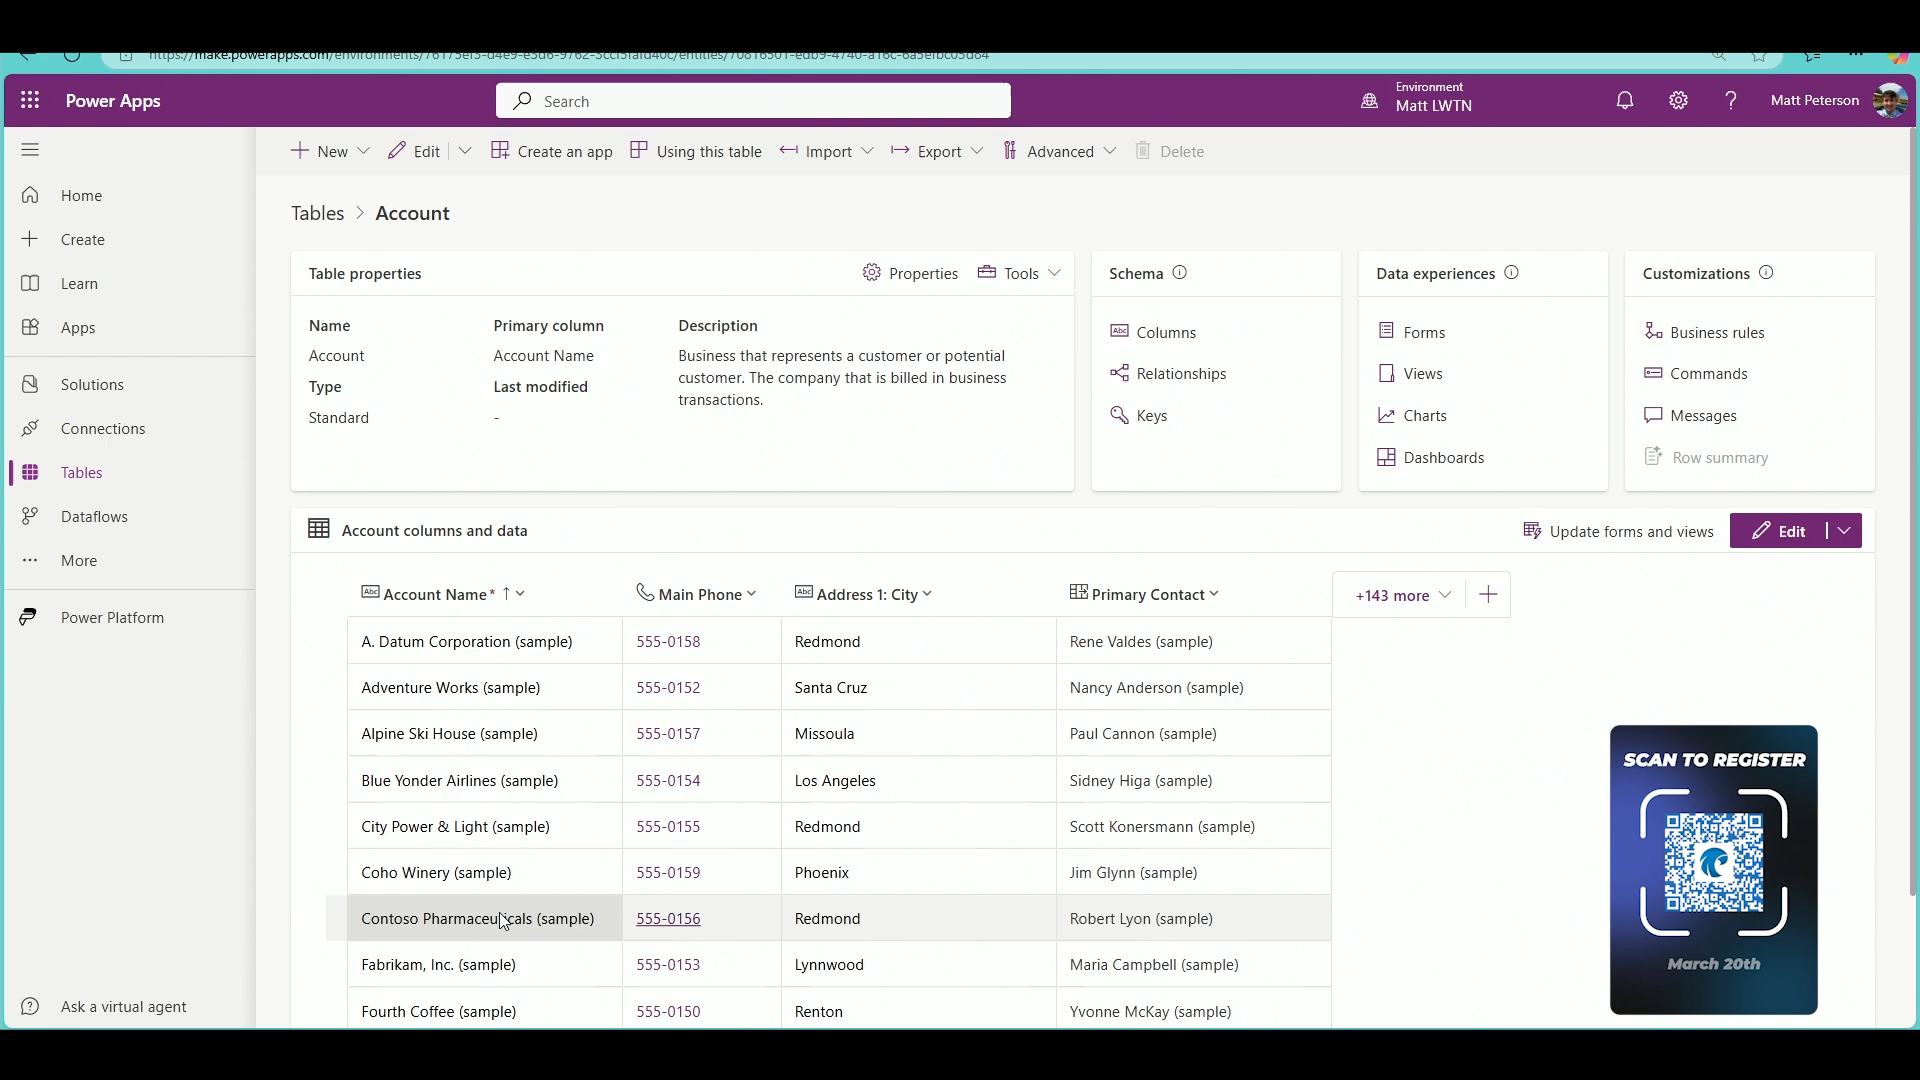 Power Apps
Search
Environment
Matt LWTN
Matt Peterson
New
Edit
Create an app
Using this table
Import
Export
Advanced
Delete
Home
Create
Learn
Apps
Solutions
Connections
Tables
Dataflows
More
Power Platform
Ask a virtual agent
Tables > Account
Table properties
Properties
Tools
Name
Account
Type
Standard
Primary column
Account Name
Last modified
-
Description
Business that represents a customer or potential
customer. The company that is billed in business
transactions.
Schema
Columns
Relationships
Keys
Data experiences
Forms
Views
Charts
Dashboards
Customizations
Business rules
Commands
Messages
Row summary
Account columns and data
Update forms and views
Edit
Account Name* Main Phone Address 1: City Primary Contact +143 more
A. Datum Corporation (sample) 555-0158 Redmond Rene Valdes (sample)
Adventure Works (sample) 555-0152 Santa Cruz Nancy Anderson (sample)
Alpine Ski House (sample) 555-0157 Missoula Paul Cannon (sample)
Blue Yonder Airlines (sample) 555-0154 Los Angeles Sidney Higa (sample)
City Power & Light (sample) 555-0155 Redmond Scott Konersmann (sample)
Coho Winery (sample) 555-0159 Phoenix Jim Glynn (sample)
Contoso Pharmaceuticals (sample) 555-0156 Redmond Robert Lyon (sample)
Fabrikam, Inc. (sample) 555-0153 Lynnwood Maria Campbell (sample)
Fourth Coffee (sample) 555-0150 Renton Yvonne McKay (sample)
SCAN TO REGISTER
March 20th